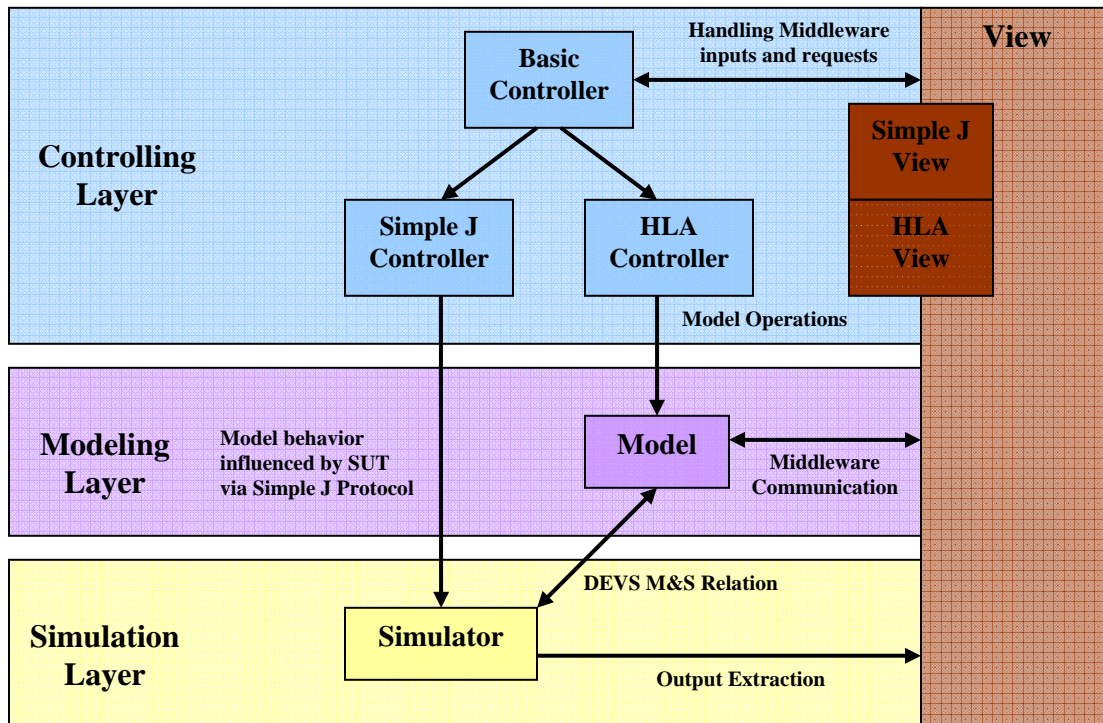 Handling Middleware
inputs and requests
View
Basic
Controller
Simple J
View
Controlling
Layer
Simple J
Controller
HLA
Controller
HLA
View
Model Operations
Modeling
Layer
Model behavior
influenced by SUT
via Simple J Protocol
Model
Middleware
Communication
DEVS M&S Relation
Simulation
Layer
Simulator
Output Extraction